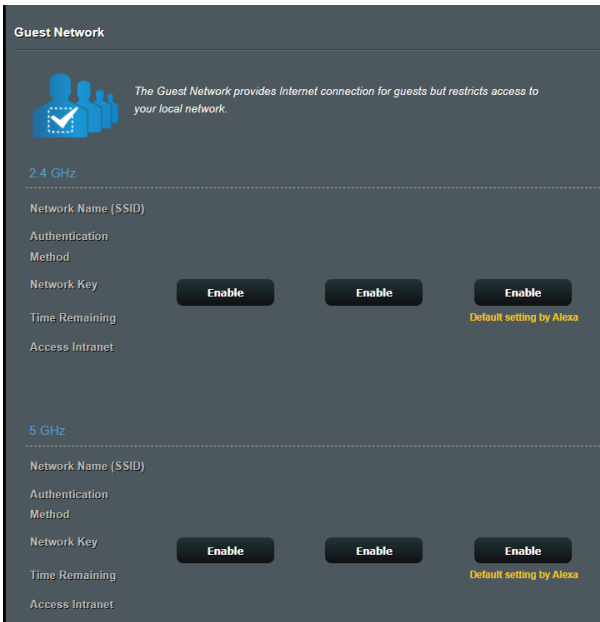 Guest Network
The Guest Network provides Internet connection for guests but restricts access to
your local network.
2.4 GHz
Network Name (SSID)
Authentication
Method
Network Key
Enable Enable Enable
Time Remaining
Default setting by Alexa
Access Intranet
5 GHz
Network Name (SSID)
Authentication
Method
Network Key
Enable Enable Enable
Time Remaining
Default setting by Alexa
Access Intranet